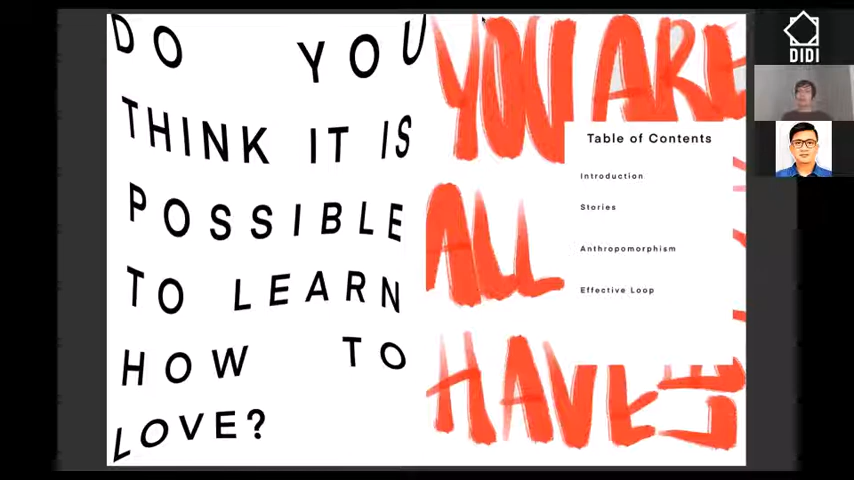 DO YOU
THINK IT IS
POSSIBLE
TO LEARN
HOW TO
LOVE?
YOU ARE
ALL
HAVE
Table of Contents
Introduction
Stories
Anthropomorphism
Effective Loop
DIDI